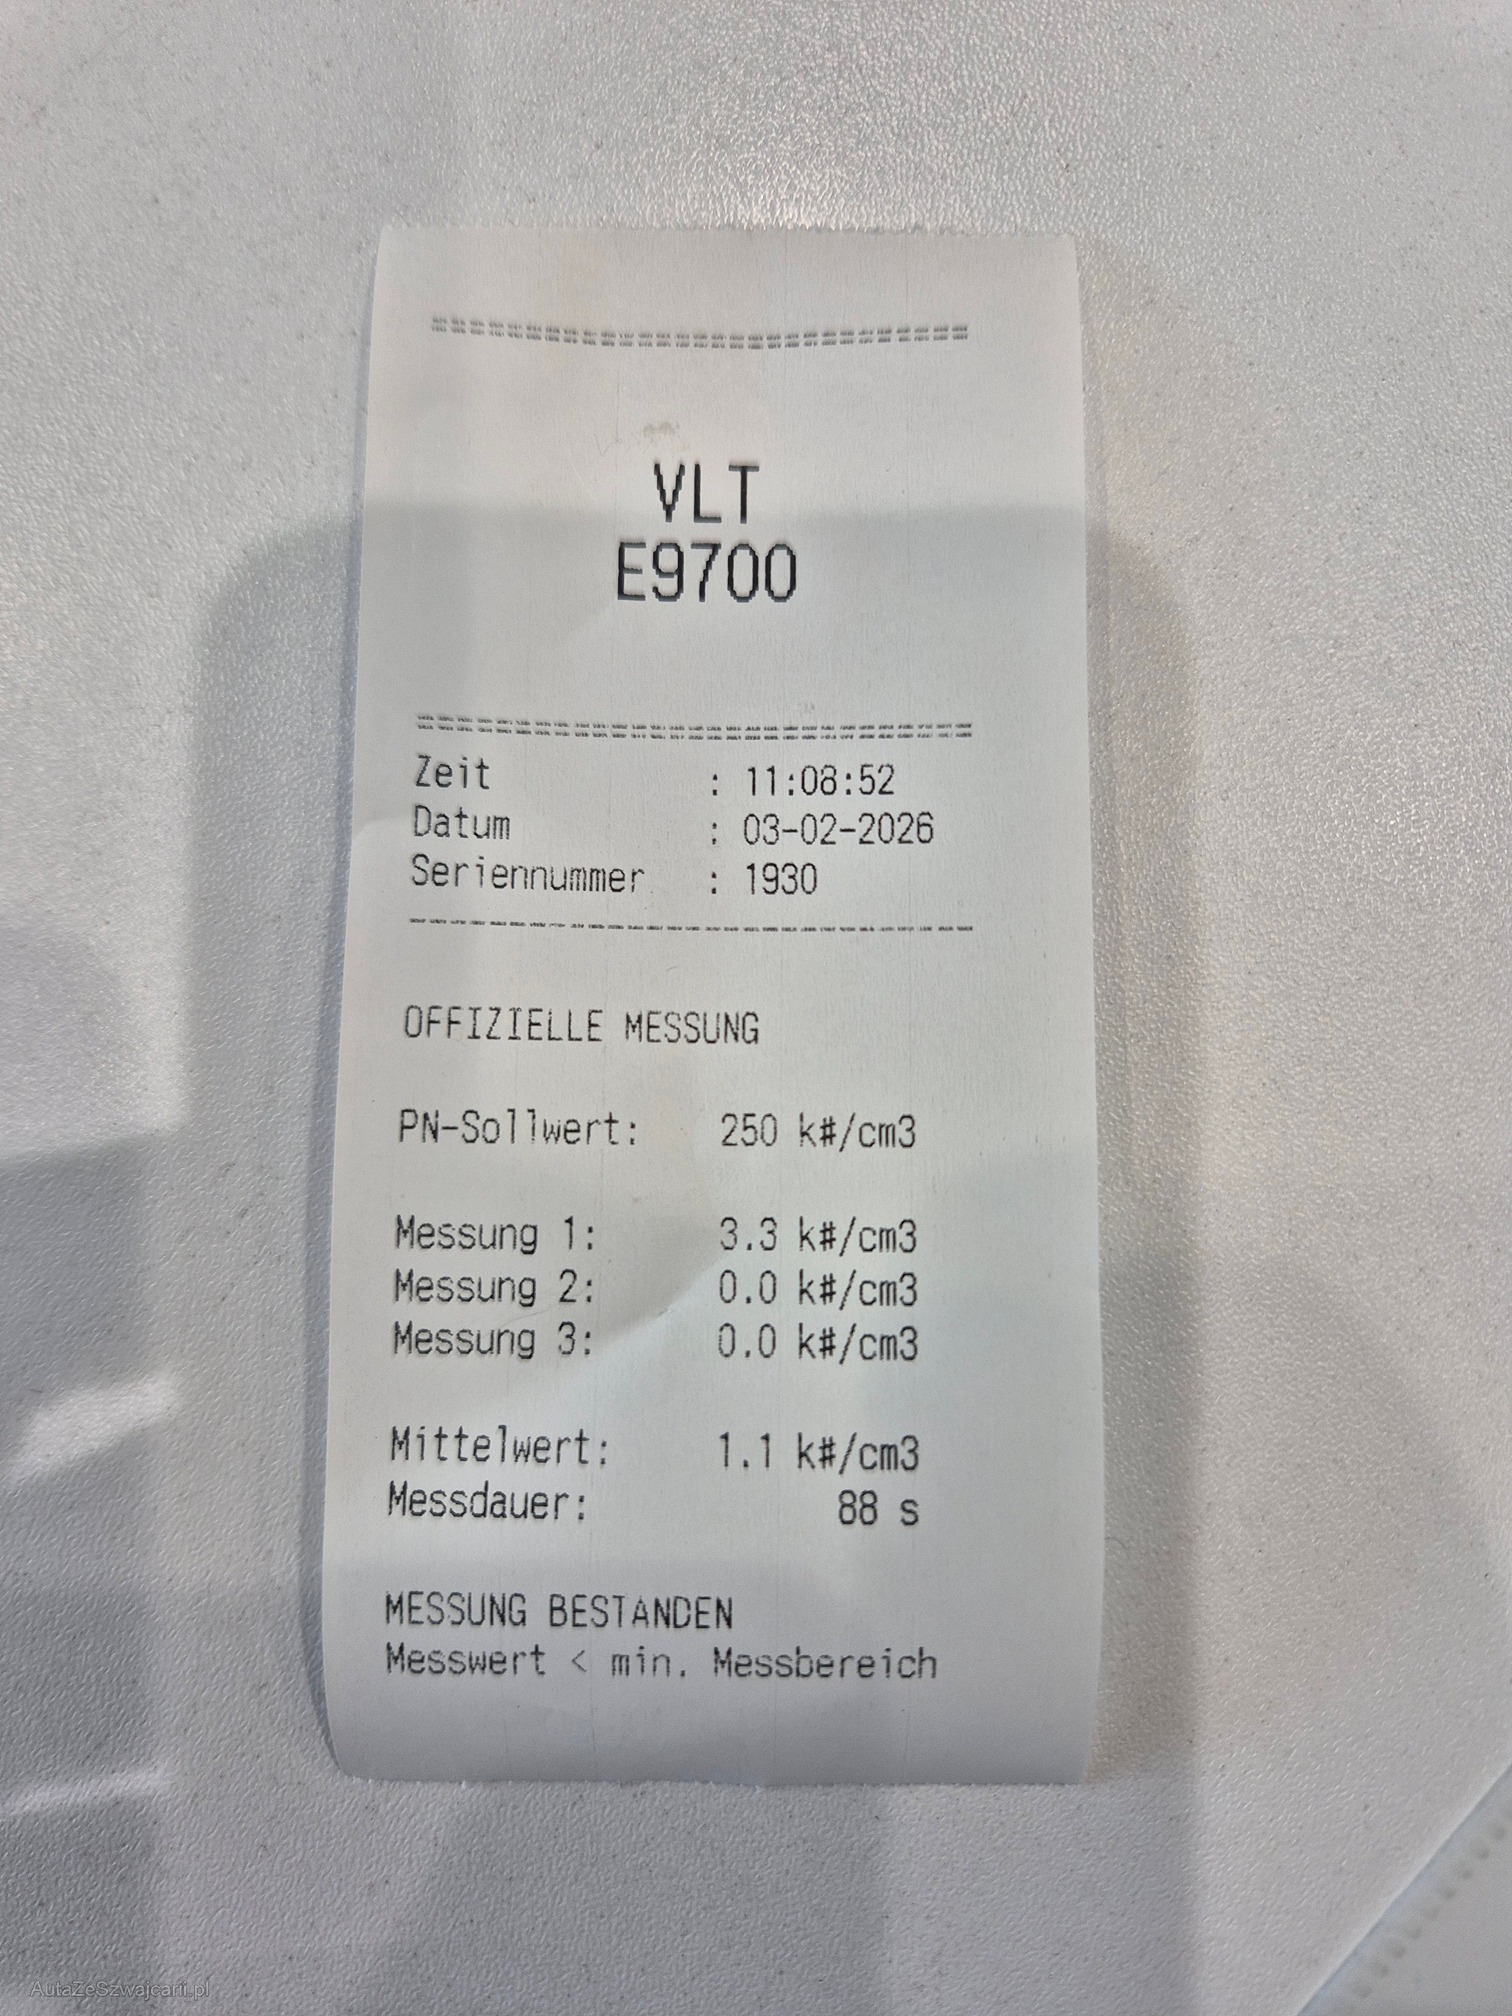 VLT
E9700
Zeit : 11:08:52
Datum : 03-02-2026
Seriennummer : 1930
OFFIZIELLE MESSUNG
PN-Sollwert: 250 k#/cm3
Messung 1: 3.3 k#/cm3
Messung 2: 0.0 k#/cm3
Messung 3: 0.0 k#/cm3
Mittelwert: 1.1 k#/cm3
Messdauer: 88 s
MESSUNG BESTANDEN
Messwert < min. Messbereich
AutaZeSzwajcarii.pl